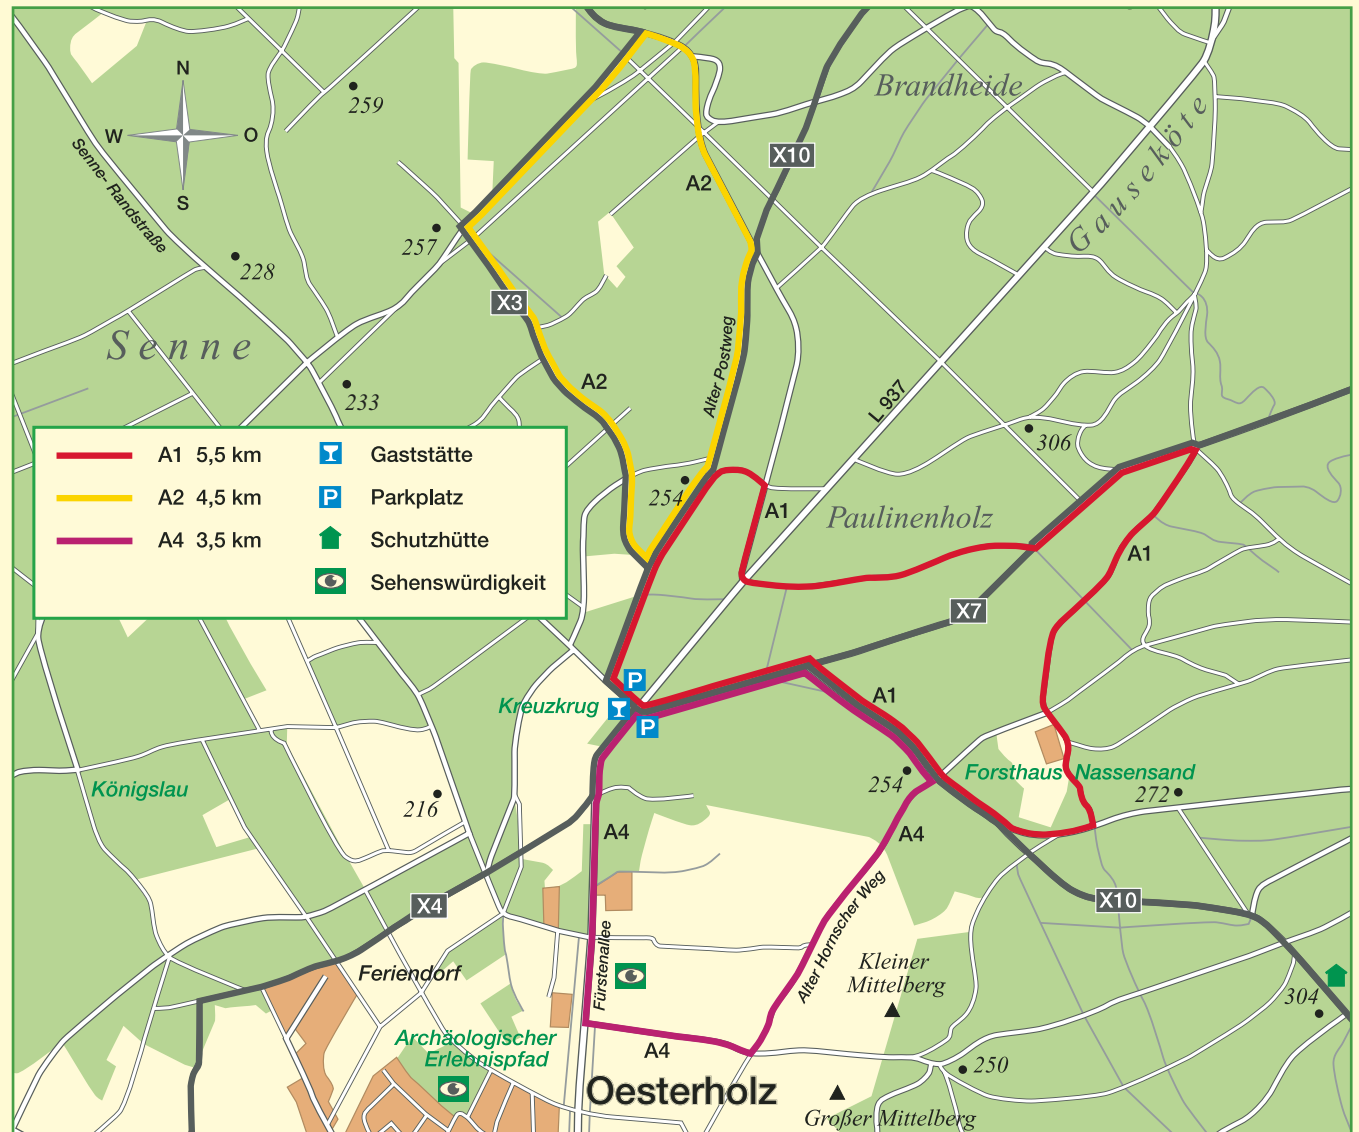 Brandheide
259
N
W
O
S
Senne-Randstraße
X10
A2
Gauseköte
257
228
X3
Senne
Alter Postweg
A2
233
L 937
306
A1 5,5 km
Gaststätte
A2 4,5 km
P
Parkplatz
A4 3,5 km
Schutzhütte
Sehenswürdigkeit
254
A1
Paulinenholz
A1
X7
P
Kreuzkrug
P
A1
Königslau
216
254
Forsthaus Nassensand
272
A4
A4
X4
X10
Fürstenallee
Alter Hornscher Weg
Feriendorf
Kleiner
Mittelberg
304
Archäologischer
Erlebnispfad
A4
250
Oesterholz
Großer Mittelberg